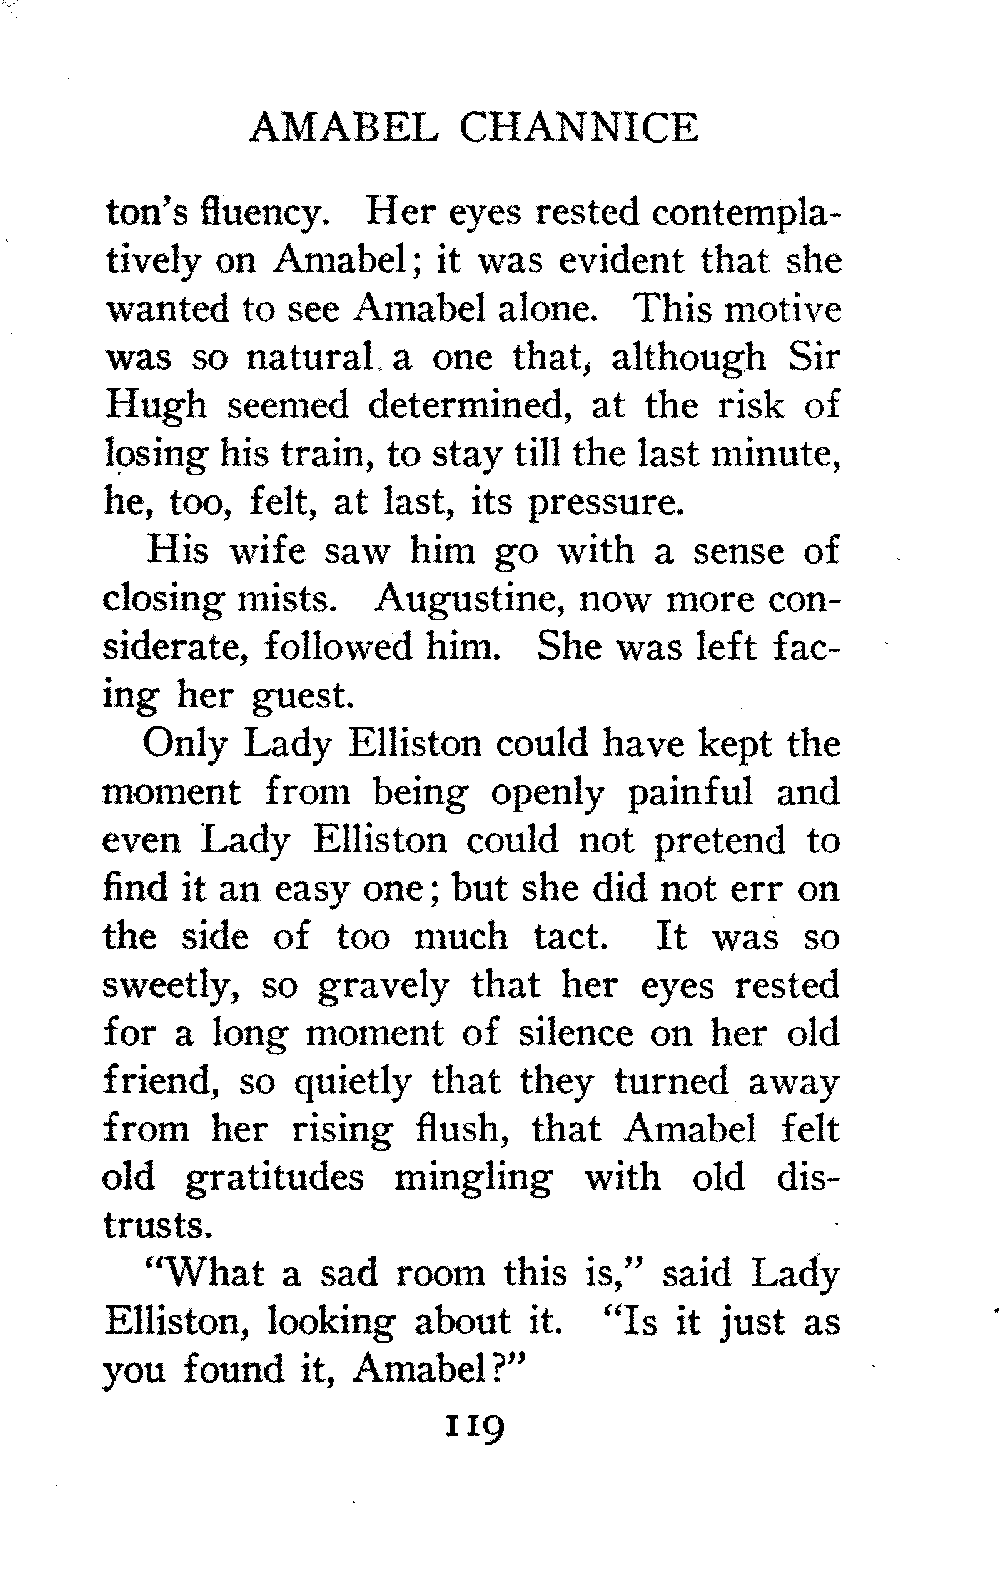 AMABEL CHANNICE
ton's fluency. Her eyes rested contempla-
tively on Amabel; it was evident that she
wanted to see Amabel alone. This motive
was so natural a one that, although Sir
Hugh seemed determined, at the risk of
losing his train, to stay till the last minute,
he, too, felt, at last, its pressure.
His wife saw him go with a sense of
closing mists. Augustine, now more con-
siderate, followed him. She was left fac-
ing her guest.
Only Lady Elliston could have kept the
moment from being openly painful and
even Lady Elliston could not pretend to
find it an easy one; but she did not err on
the side of too much tact. It was so
sweetly, so gravely that her eyes rested
for a long moment of silence on her old
friend, so quietly that they turned away
from her rising flush, that Amabel felt
old gratitudes mingling with old dis-
trusts.
"What a sad room this is," said Lady
Elliston, looking about it. "Is it just as
you found it, Amabel?"
119